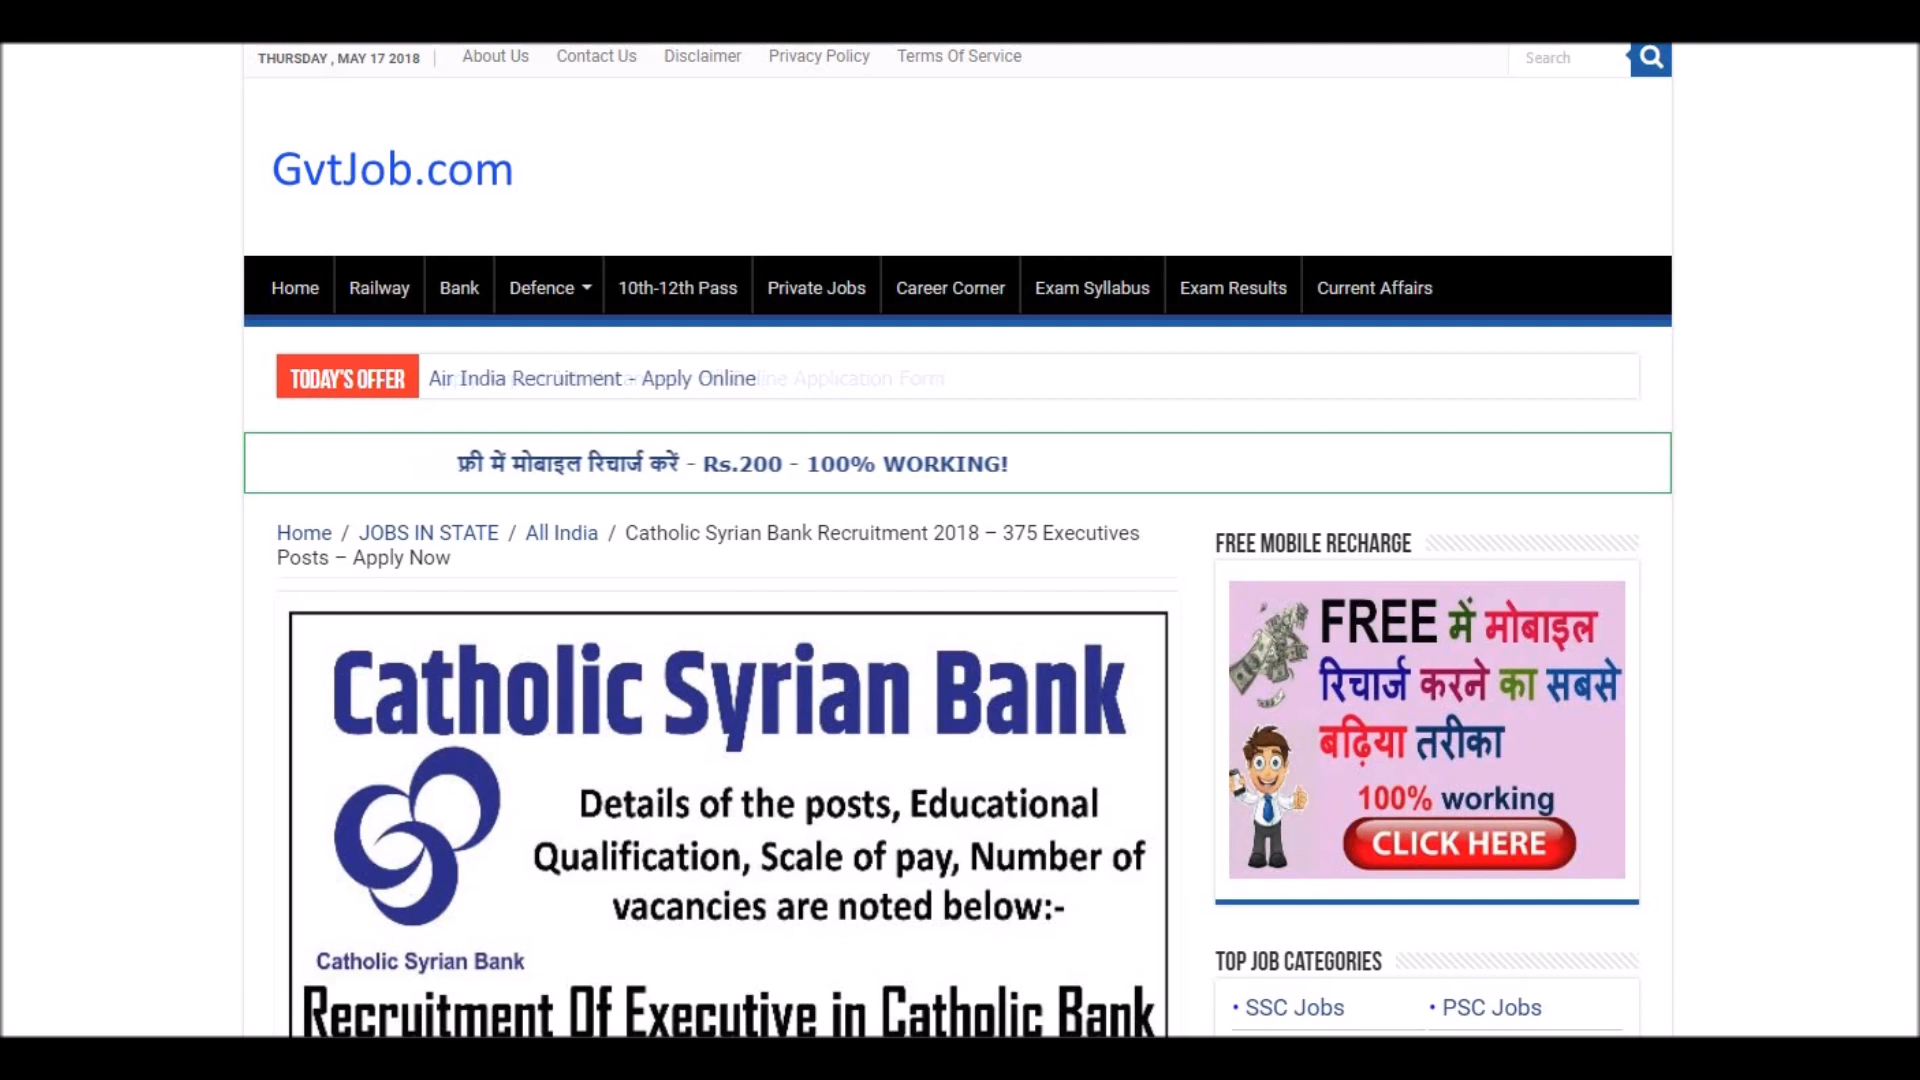 THURSDAY , MAY 17 2018 About Us Contact Us Disclaimer Privacy Policy Terms Of Service Search
GvtJob.com
Home Railway Bank Defence 10th-12th Pass Private Jobs Career Corner Exam Syllabus Exam Results Current Affairs
TODAY'S OFFER Air India Recruitment - Apply Online
फ्री में मोबाइल रिचार्ज करें - Rs.200 - 100% WORKING!
Home / JOBS IN STATE / All India / Catholic Syrian Bank Recruitment 2018 – 375 Executives
Posts – Apply Now
Catholic Syrian Bank
Details of the posts, Educational
Qualification, Scale of pay, Number of
vacancies are noted below:-
Catholic Syrian Bank
Recruitment Of Executive in Catholic Bank
FREE MOBILE RECHARGE
FREE में मोबाइल
रिचार्ज करने का सबसे
बढ़िया तरीका
100% working
CLICK HERE
TOP JOB CATEGORIES
• SSC Jobs • PSC Jobs